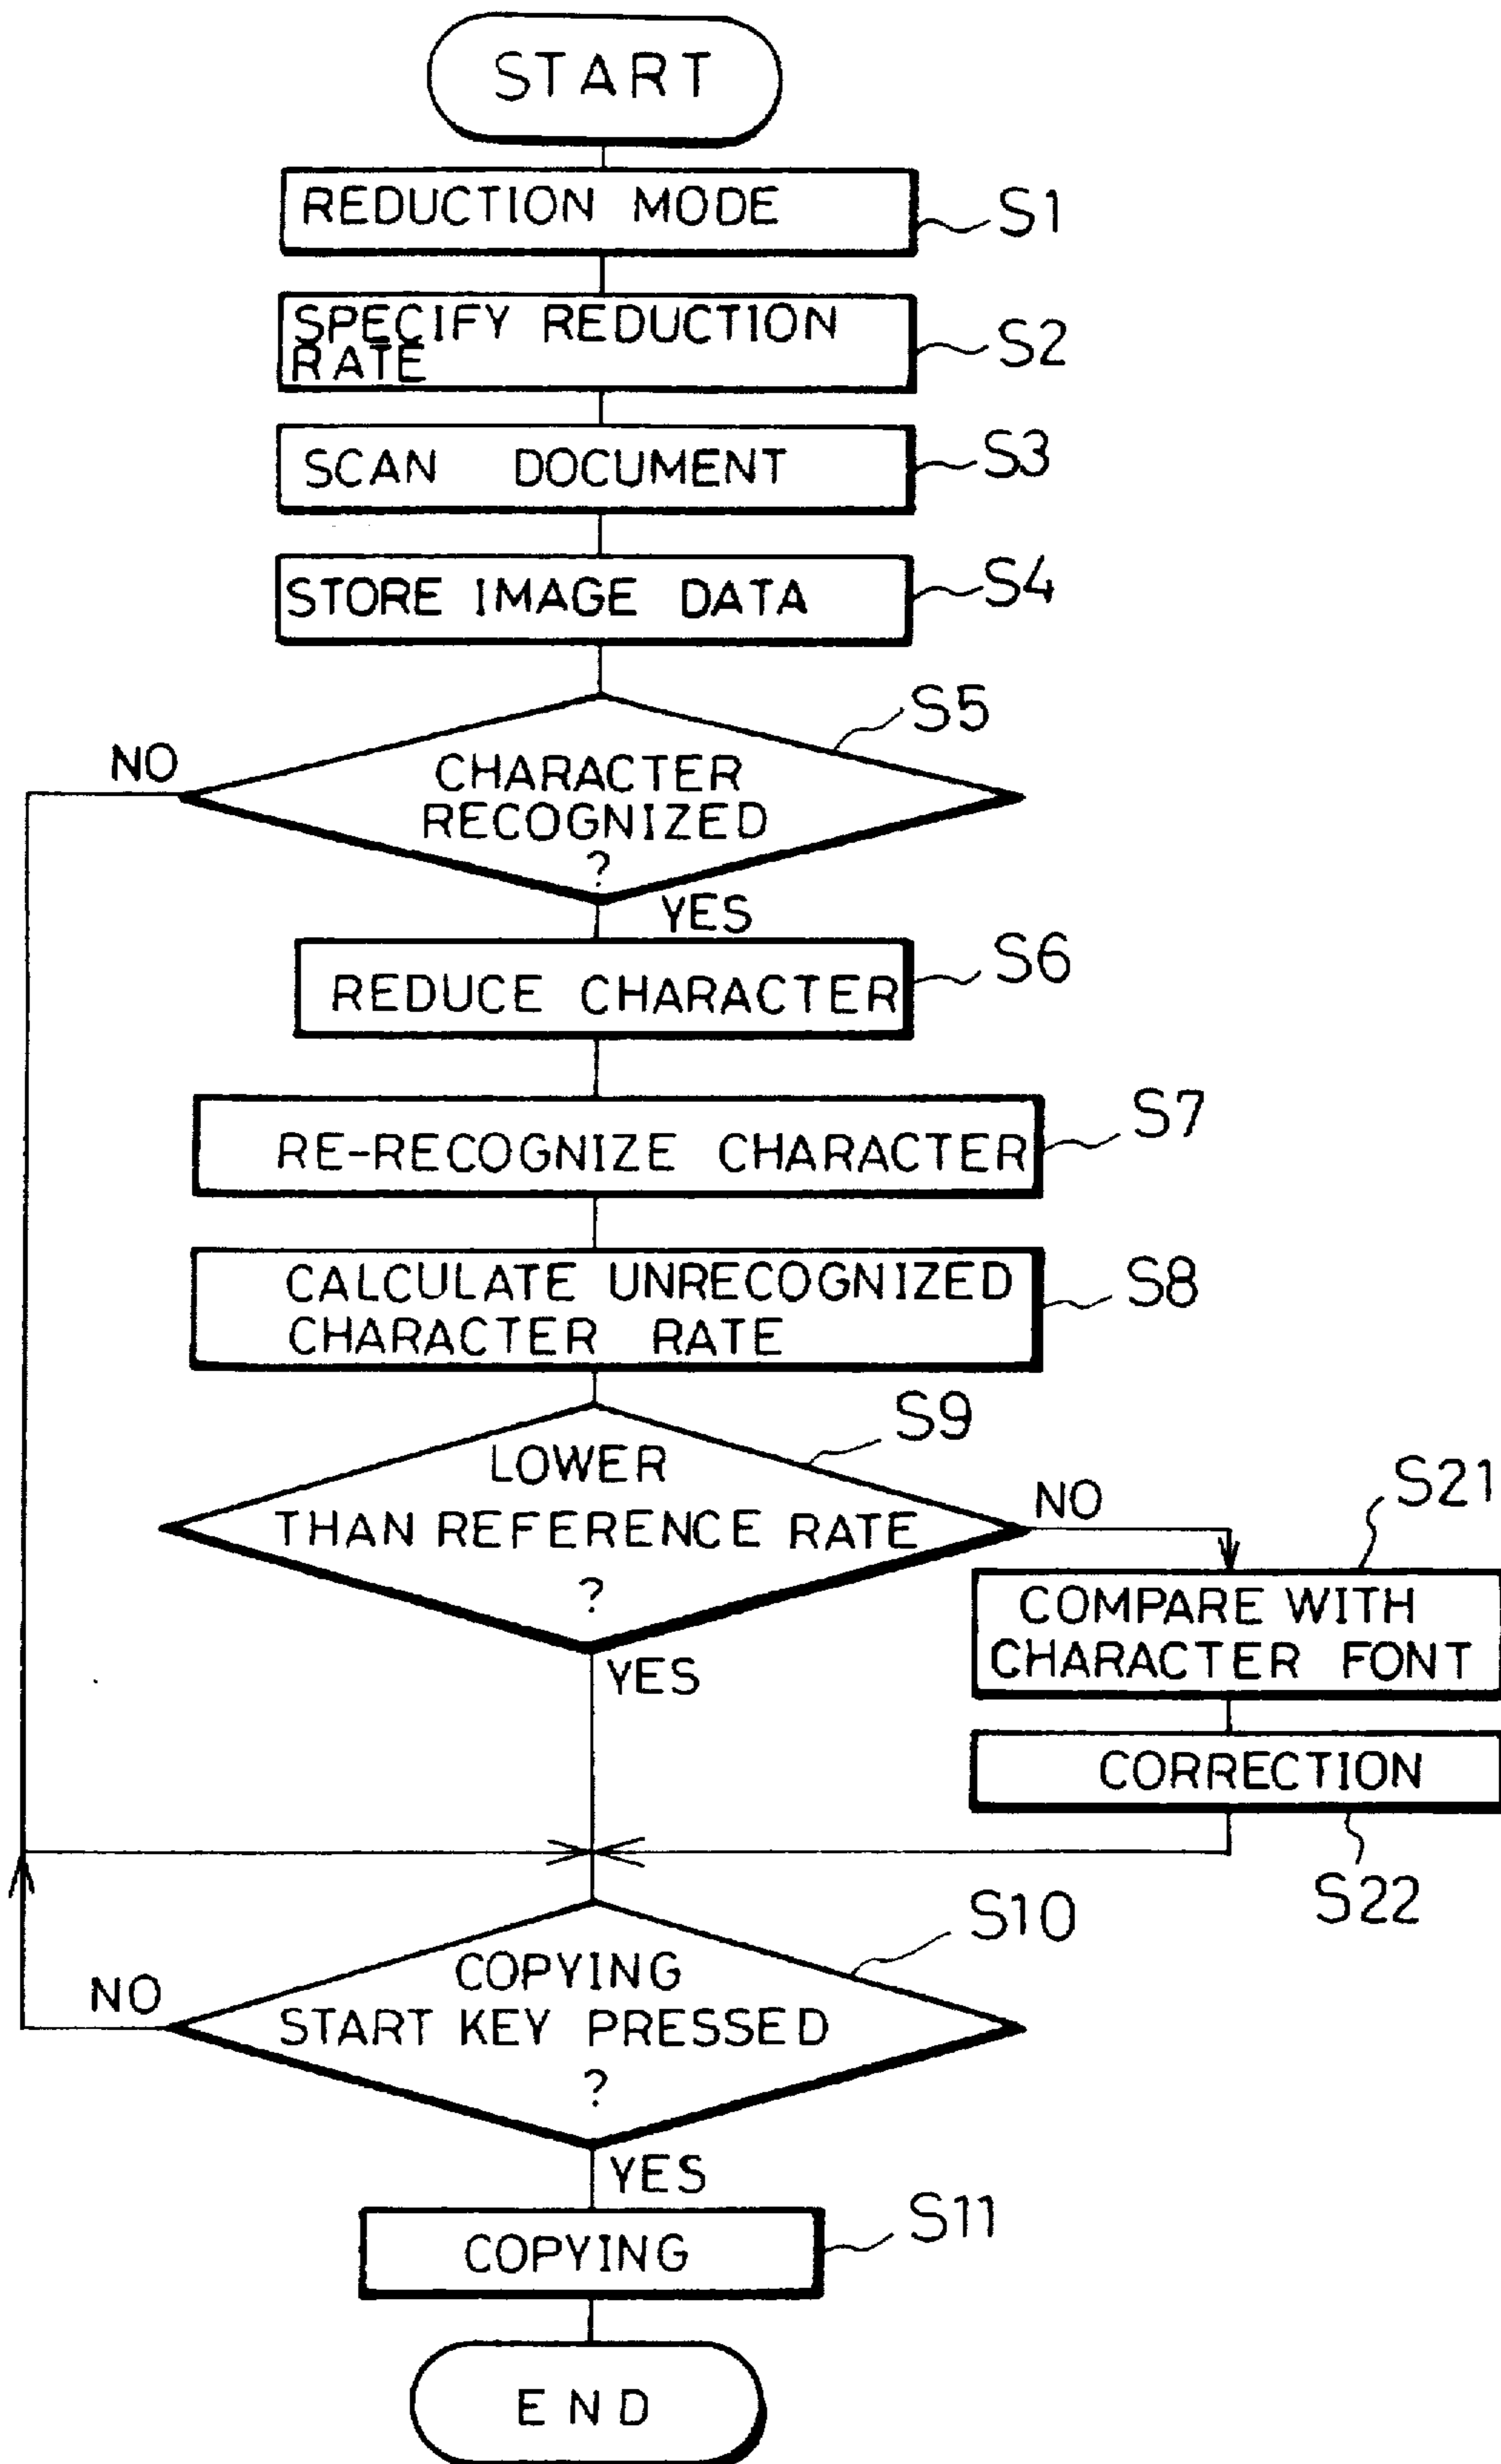 START
REDUCTION MODE
S1
SPECIFY REDUCTION
RATE
S2
SCAN DOCUMENT
S3
STORE IMAGE DATA
S4
S5
NO
CHARACTER
RECOGNIZED
?
YES
REDUCE CHARACTER
S6
RE-RECOGNIZE CHARACTER
S7
CALCULATE UNRECOGNIZED
CHARACTER RATE
S8
S9
LOWER
THAN REFERENCE RATE
?
NO
YES
S21
COMPARE WITH
CHARACTER FONT
CORRECTION
S22
S10
NO
COPYING
START KEY PRESSED
?
YES
COPYING
S11
END